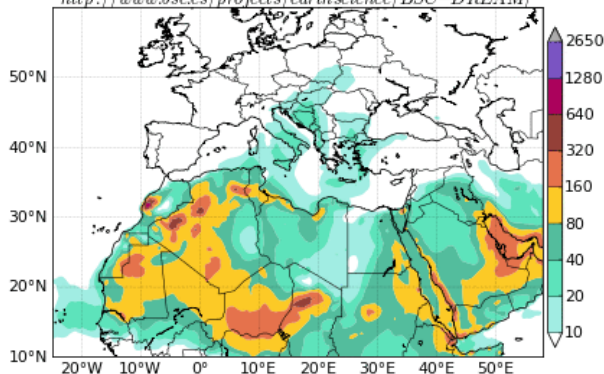 http://www.bsc.es/projects/earthscience/BSC-DREAM/
2650
1280
640
320
160
80
40
20
10
50°N
40°N
30°N
20°N
10°N
20°W 10°W 0° 10°E 20°E 30°E 40°E 50°E